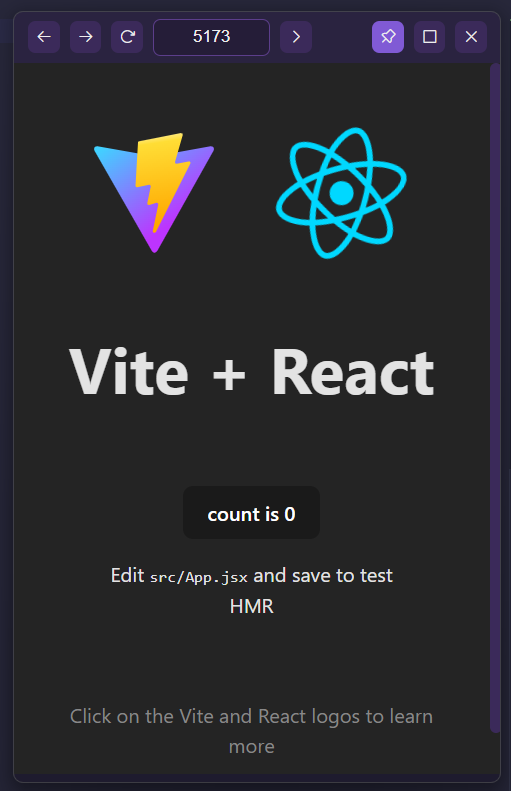 5173
Vite + React
count is 0
Edit src/App.jsx and save to test
HMR
Click on the Vite and React logos to learn
more